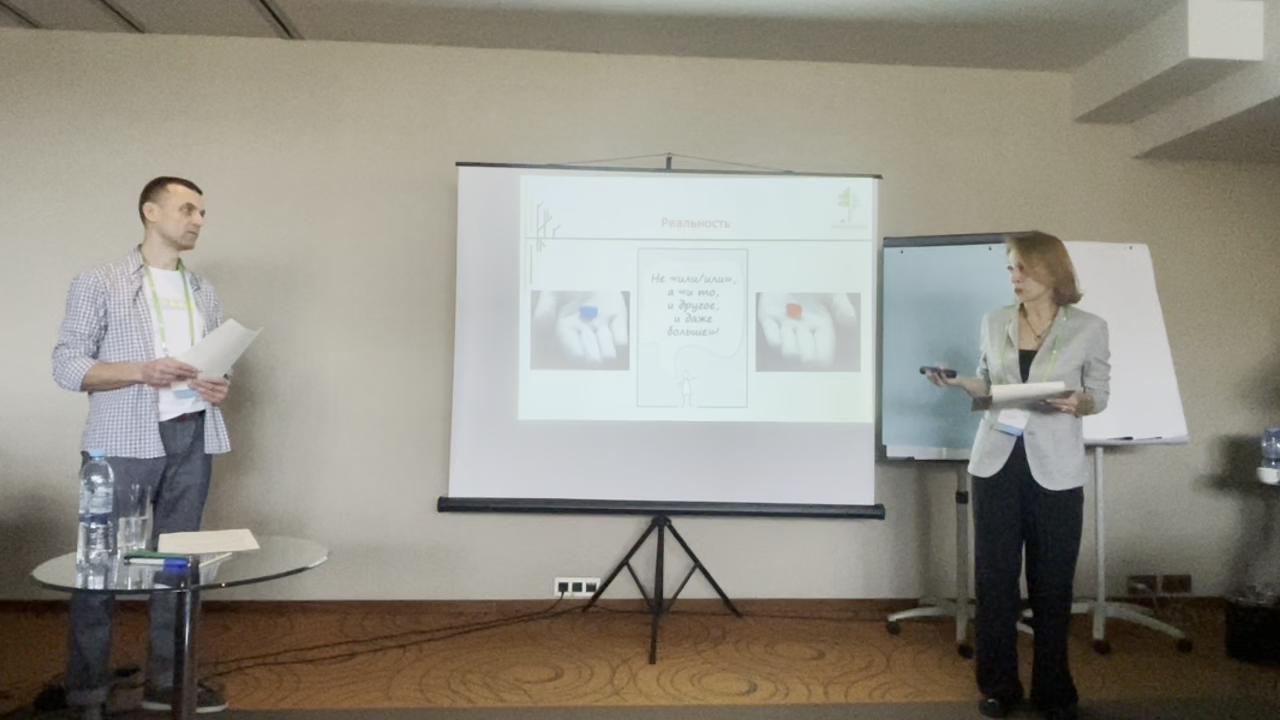 Реальность
Не «или/или»,
а «и то,
и другое,
и даже
больше»!